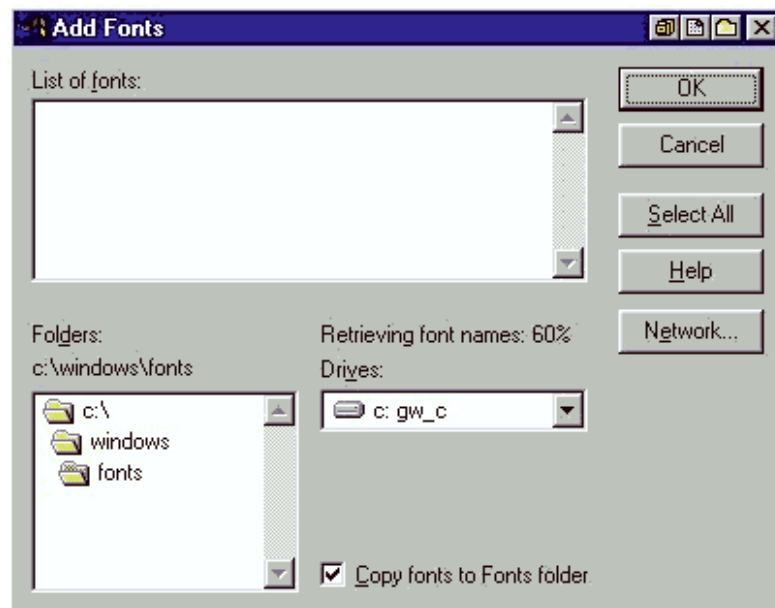 Add Fonts
List of fonts:
OK
Cancel
Select All
Help
Network...
Folders:
c:\windows\fonts
c:\
windows
fonts
Retrieving font names: 60%
Drives:
c: gw_c
Copy fonts to Fonts folder